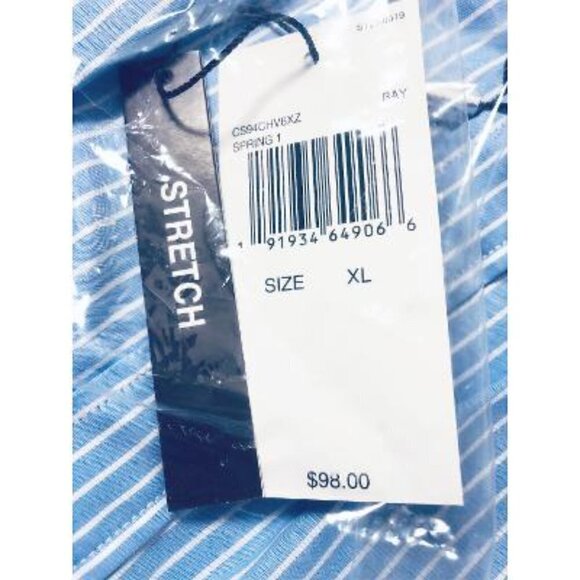 RAY
CS94CHV6XZ
SPRING 1
1 91934 64906 6
SIZE XL
$98.00
STRETCH